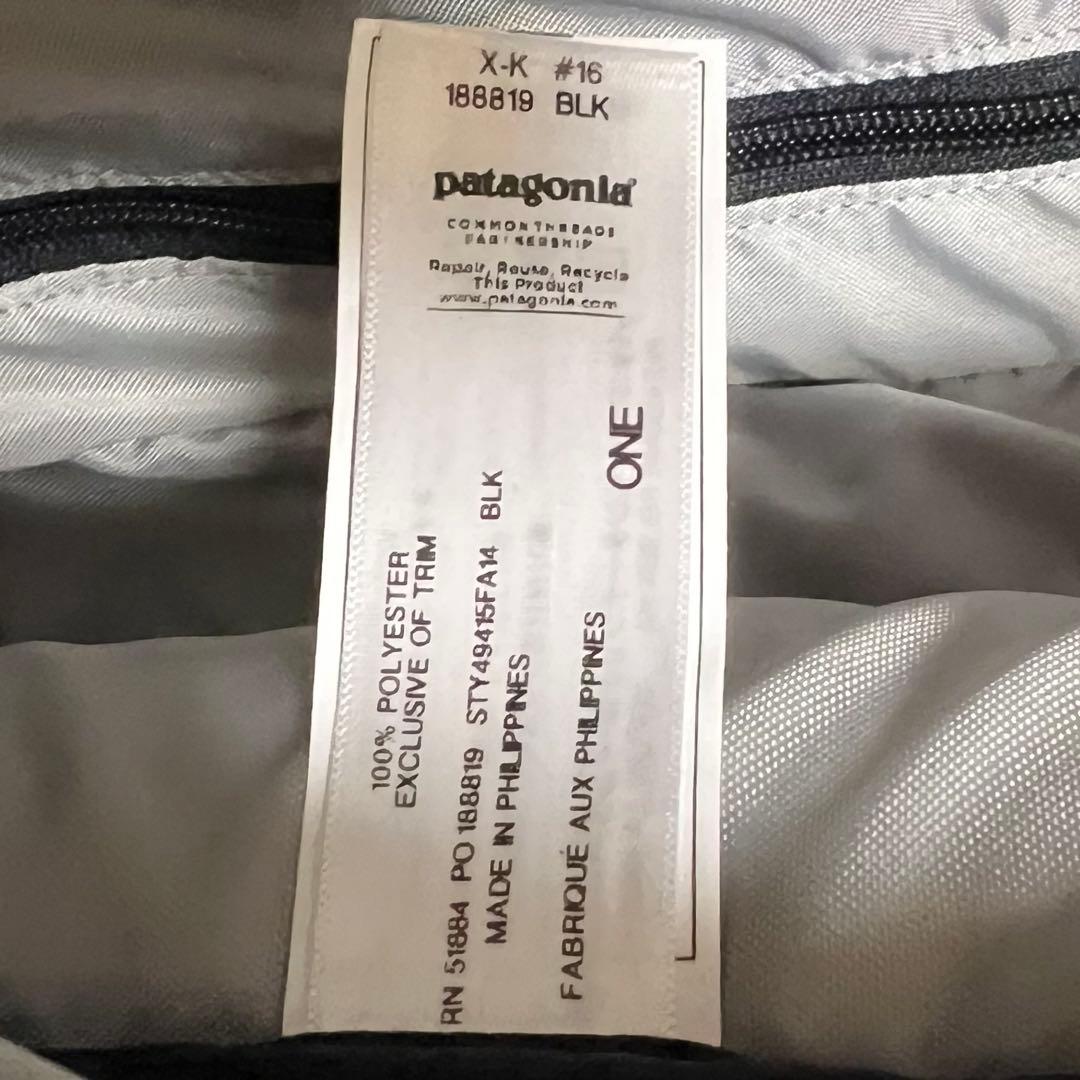 X-K #16
188819 BLK
patagonia®
COMMON THREADS
PARTNERSHIP
Repair, Reuse, Recycle
This Product
www.patagonia.com
ONE
100% POLYESTER
EXCLUSIVE OF TRIM
RN 51884 PO 188819 STY49415FA14 BLK
MADE IN PHILIPPINES
FABRIQUÉ AUX PHILIPPINES